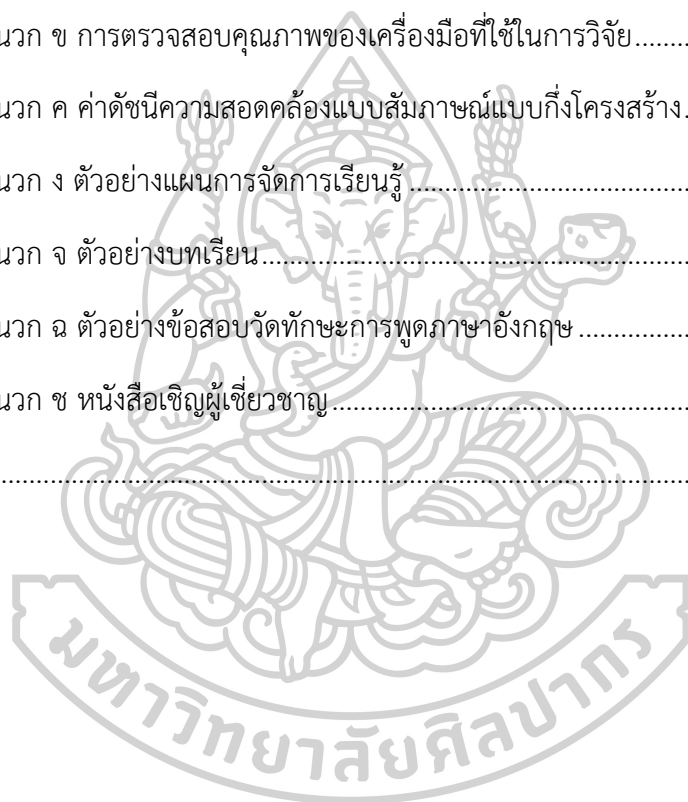 นวก ข การตรวจสอบคุณภาพของเครื่องมือที่ใช้ในการวิจัย........
นวก ค ค่าดัชนีความสอดคล้องแบบสัมภาษณ์แบบกึ่งโครงสร้าง.
นวก ง ตัวอย่างแผนการจัดการเรียนรู้........................................
นวก จ ตัวอย่างบทเรียน............................................................
นวก ฉ ตัวอย่างข้อสอบวัดทักษะการพูดภาษาอังกฤษ...............
นวก ช หนังสือเชิญผู้เชี่ยวชาญ..................................................
..................................................................................................
มหาวิทยาลัยศิลปากร